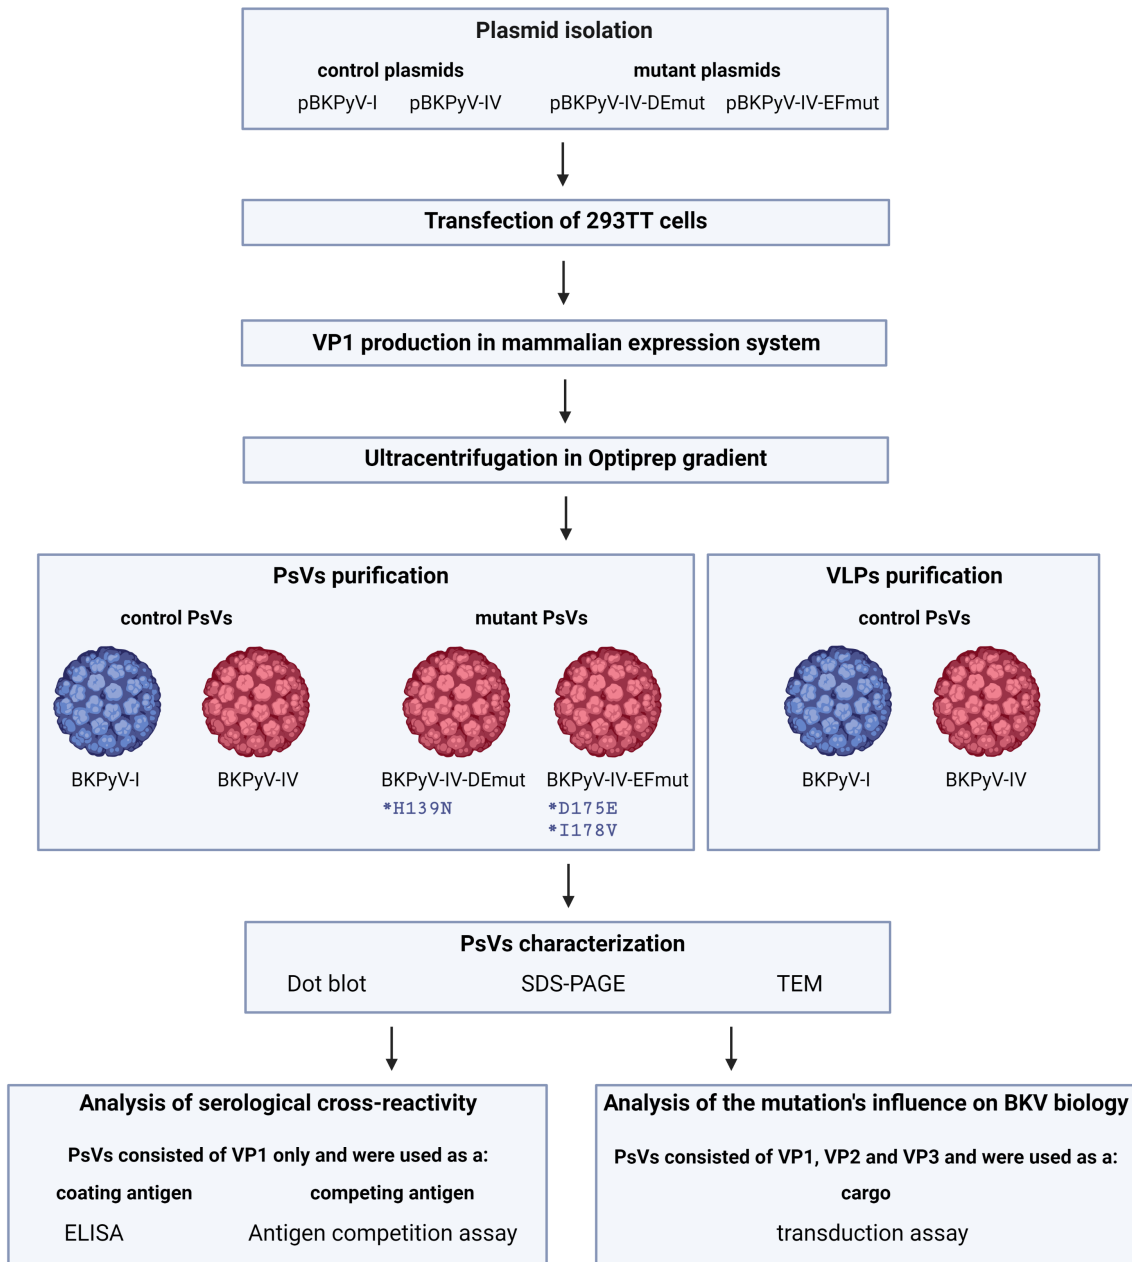 Plasmid isolation
control plasmids mutant plasmids
pBKPyV-I pBKPyV-IV pBKPyV-IV-DEmut pBKPyV-IV-EFmut
Transfection of 293TT cells
VP1 production in mammalian expression system
Ultracentrifugation in Optiprep gradient
PsVs purification
control PsVs mutant PsVs
BKPyV-I BKPyV-IV BKPyV-IV-DEmut BKPyV-IV-EFmut
*H139N *D175E
*I178V
VLPs purification
control PsVs
BKPyV-I BKPyV-IV
PsVs characterization
Dot blot SDS-PAGE TEM
Analysis of serological cross-reactivity
PsVs consisted of VP1 only and were used as a:
coating antigen competing antigen
ELISA Antigen competition assay
Analysis of the mutation's influence on BKV biology
PsVs consisted of VP1, VP2 and VP3 and were used as a:
cargo
transduction assay